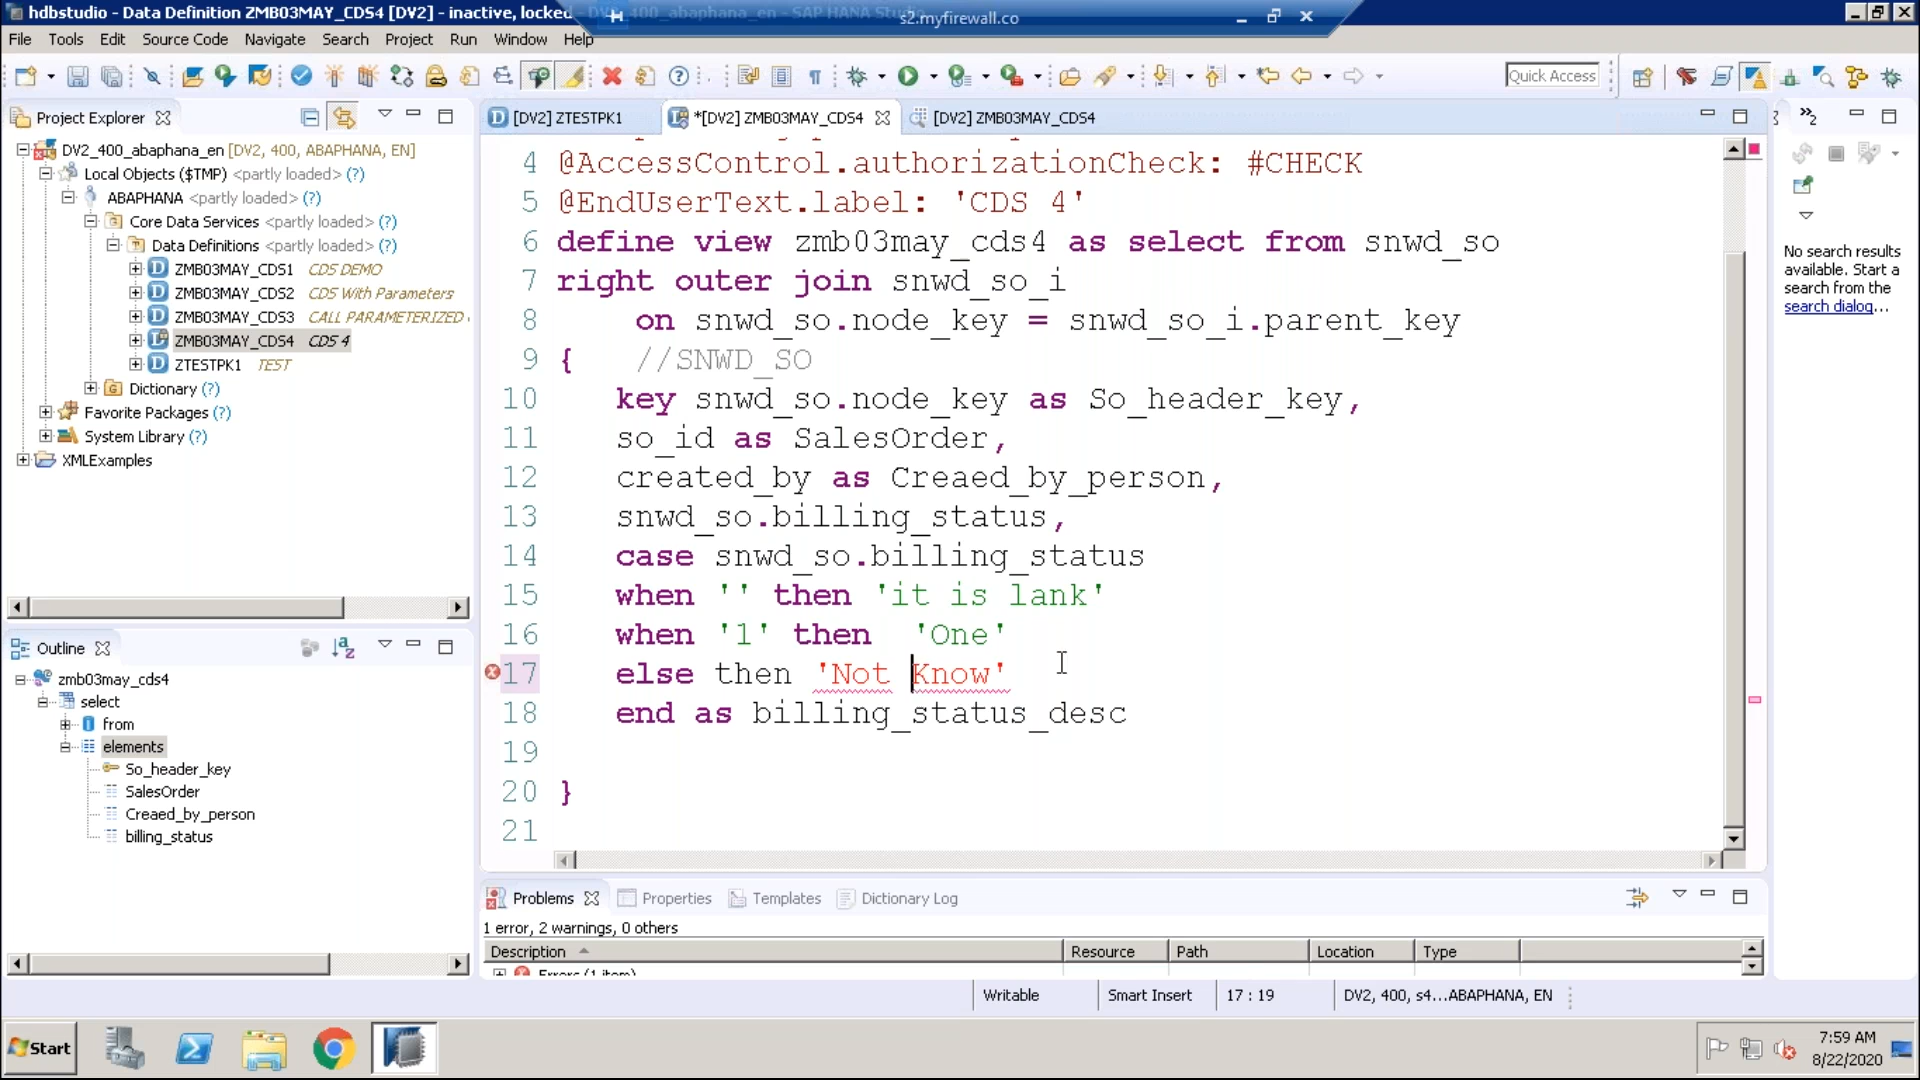 hdbstudio - Data Definition ZMB03MAY_CDS4 [DV2] - inactive, locked
s2.myfirewall.co
File Tools Edit Source Code Navigate Search Project Run Window Help
Quick Access
Project Explorer
DV2_400_abaphana_en [DV2, 400, ABAPHANA, EN]
Local Objects ($TMP) <partly loaded> (?)
ABAPHANA <partly loaded> (?)
Core Data Services <partly loaded> (?)
Data Definitions <partly loaded> (?)
ZMB03MAY_CDS1 CDS DEMO
ZMB03MAY_CDS2 CDS With Parameters
ZMB03MAY_CDS3 CALL PARAMETERIZED
ZMB03MAY_CDS4 CDS 4
ZTESTPK1 TEST
Dictionary (?)
Favorite Packages (?)
System Library (?)
XMLExamples
Outline
zmb03may_cds4
select
from
elements
So_header_key
SalesOrder
Creaed_by_person
billing_status
[DV2] ZTESTPK1
*[DV2] ZMB03MAY_CDS4
[DV2] ZMB03MAY_CDS4
4 @AccessControl.authorizationCheck: #CHECK
5 @EndUserText.label: 'CDS 4'
6 define view zmb03may_cds4 as select from snwd_so
7 right outer join snwd_so_i
8 on snwd_so.node_key = snwd_so_i.parent_key
9 { //SNWD_SO
10 key snwd_so.node_key as So_header_key,
11 so_id as SalesOrder,
12 created_by as Creaed_by_person,
13 snwd_so.billing_status,
14 case snwd_so.billing_status
15 when '' then 'it is lank'
16 when '1' then 'One'
17 else then 'Not Know'
18 end as billing_status_desc
19
20 }
21
No search results available. Start a search from the search dialog...
Problems
Properties
Templates
Dictionary Log
1 error, 2 warnings, 0 others
Description Resource Path Location Type
Errors (1 item)
Writable Smart Insert 17 : 19 DV2, 400, s4...ABAPHANA, EN
Start
7:59 AM
8/22/2020